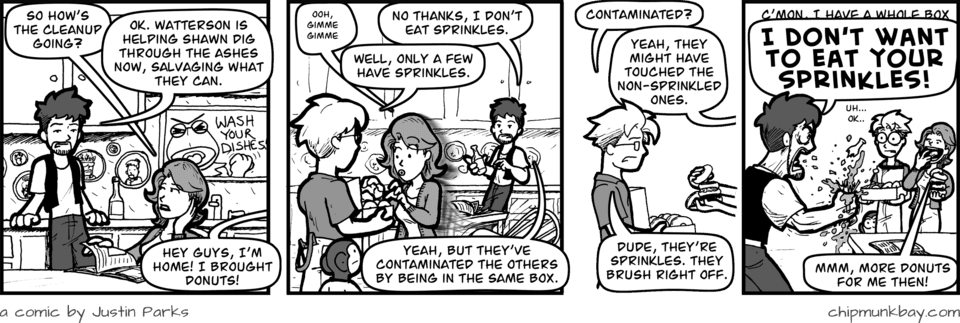 SO HOW'S
THE CLEANUP
GOING?
OK. WATTERSON IS
HELPING SHAWN DIG
THROUGH THE ASHES
NOW, SALVAGING WHAT
THEY CAN.
WASH
YOUR
DISHES!
HEY GUYS, I'M
HOME! I BROUGHT
DONUTS!
OOH,
GIMME
GIMME
NO THANKS, I DON'T
EAT SPRINKLES.
WELL, ONLY A FEW
HAVE SPRINKLES.
YEAH, BUT THEY'VE
CONTAMINATED THE OTHERS
BY BEING IN THE SAME BOX.
CONTAMINATED?
YEAH, THEY
MIGHT HAVE
TOUCHED THE
NON-SPRINKLED
ONES.
DUDE, THEY'RE
SPRINKLES. THEY
BRUSH RIGHT OFF.
C'MON, I HAVE A WHOLE BOX
I DON'T WANT
TO EAT YOUR
SPRINKLES!
UH...
OK..
MMM, MORE DONUTS
FOR ME THEN!
a comic by Justin Parks
chipmunkbay.com